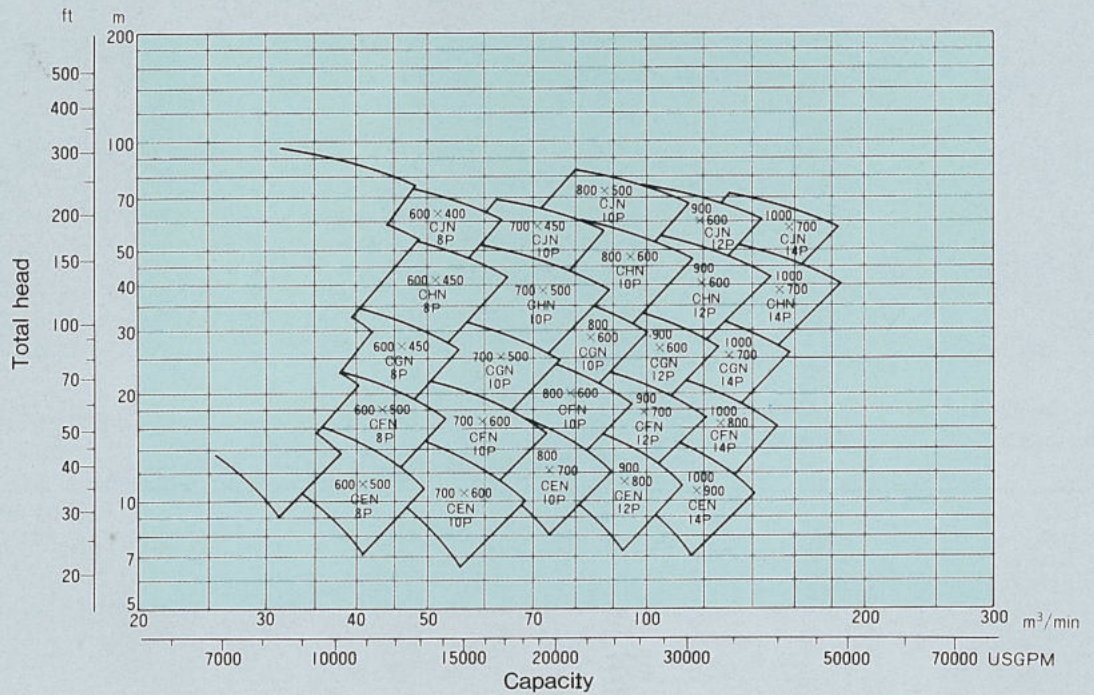 ft
m
200
500
400
100
300
70
200
50
150
40
30
100
20
70
50
40
10
30
7
20
5
Total head
800×500
CJN
10P
600×400
CJN
8P
700×450
CJN
10P
900
×600
CJN
12P
1000
×700
CJN
14P
600×450
CHN
8P
700×500
CHN
10P
800×600
CHN
10P
900
×600
CHN
12P
1000
×700
CHN
14P
600×450
CGN
8P
700×500
CGN
10P
800
×600
CGN
10P
900
×600
CGN
12P
1000
×700
CGN
14P
600×500
CFN
8P
700×600
CFN
10P
800×600
CFN
10P
900
×700
CFN
12P
1000
×800
CFN
14P
600×500
CEN
8P
700×600
CEN
10P
800
×700
CEN
10P
900
×800
CEN
12P
1000
×900
CEN
14P
20 30 40 50 70 100 200 300 m³/min
7000 10000 15000 20000 30000 50000 70000 USGPM
Capacity